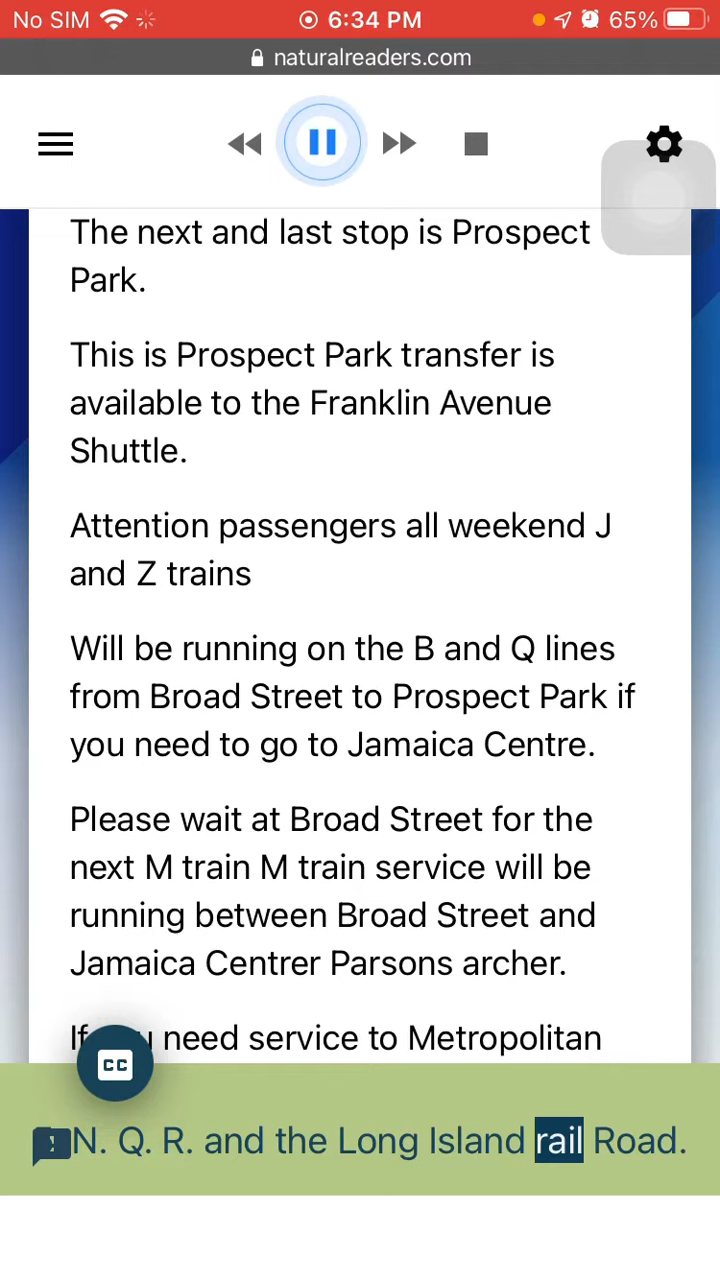 No SIM 6:34 PM 65%
naturalreaders.com
The next and last stop is Prospect
Park.
This is Prospect Park transfer is
available to the Franklin Avenue
Shuttle.
Attention passengers all weekend J
and Z trains
Will be running on the B and Q lines
from Broad Street to Prospect Park if
you need to go to Jamaica Centre.
Please wait at Broad Street for the
next M train M train service will be
running between Broad Street and
Jamaica Centrer Parsons archer.
If need service to Metropolitan
CC
N. Q. R. and the Long Island rail Road.